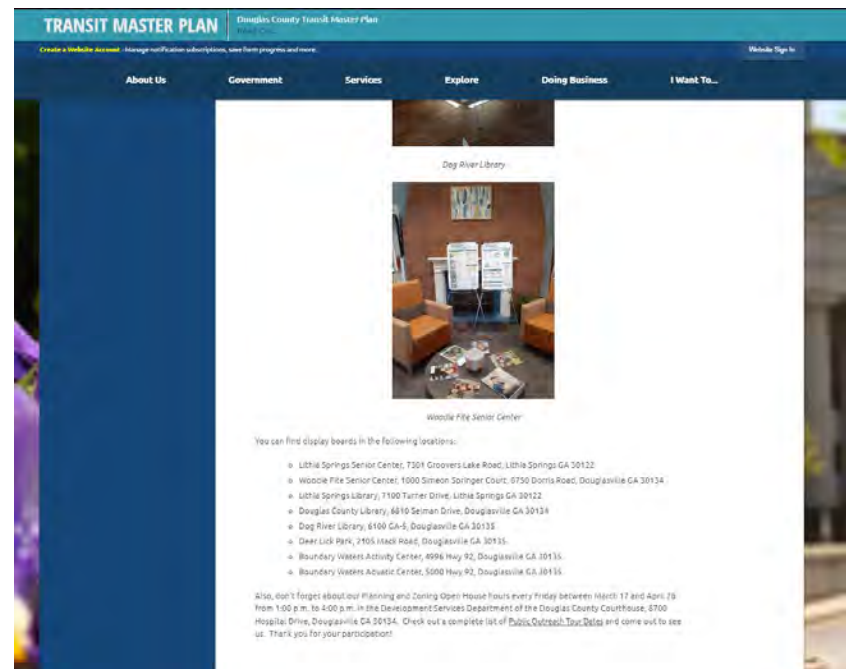 TRANSIT MASTER PLAN
Douglas County Transit Master Plan
Create a Website Account - Manage notification subscriptions, save form progress and more.
Website Sign In
About Us Government Services Explore Doing Business I Want To...
Dog River Library
Woodie Fite Senior Center
You can find display boards in the following locations:
Lithia Springs Senior Center, 7301 Groovers Lake Road, Lithia Springs GA 30122
Woodie Fite Senior Center, 1000 Simeon Springer Court, 8750 Dorris Road, Douglasville GA 30134
Lithia Springs Library, 7100 Turner Drive, Lithia Springs GA 30122
Douglas County Library, 6810 Selman Drive, Douglasville GA 30134
Dog River Library, 6100 GA-5, Douglasville GA 30135
Deer Lick Park, 2105 Mack Road, Douglasville GA 30135
Boundary Waters Activity Center, 4996 Hwy 92, Douglasville GA 30135
Boundary Waters Aquatic Center, 5000 Hwy 92, Douglasville GA 30135
Also, don't forget about our Planning and Zoning Open House hours every Friday between March 17 and April 28
from 1:00 p.m. to 4:00 p.m. in the Development Services Department of the Douglas County Courthouse, 8700
Hospital Drive, Douglasville GA 30134. Check out a complete list of Public Outreach Tour Dates and come out to see
us. Thank you for your participation!